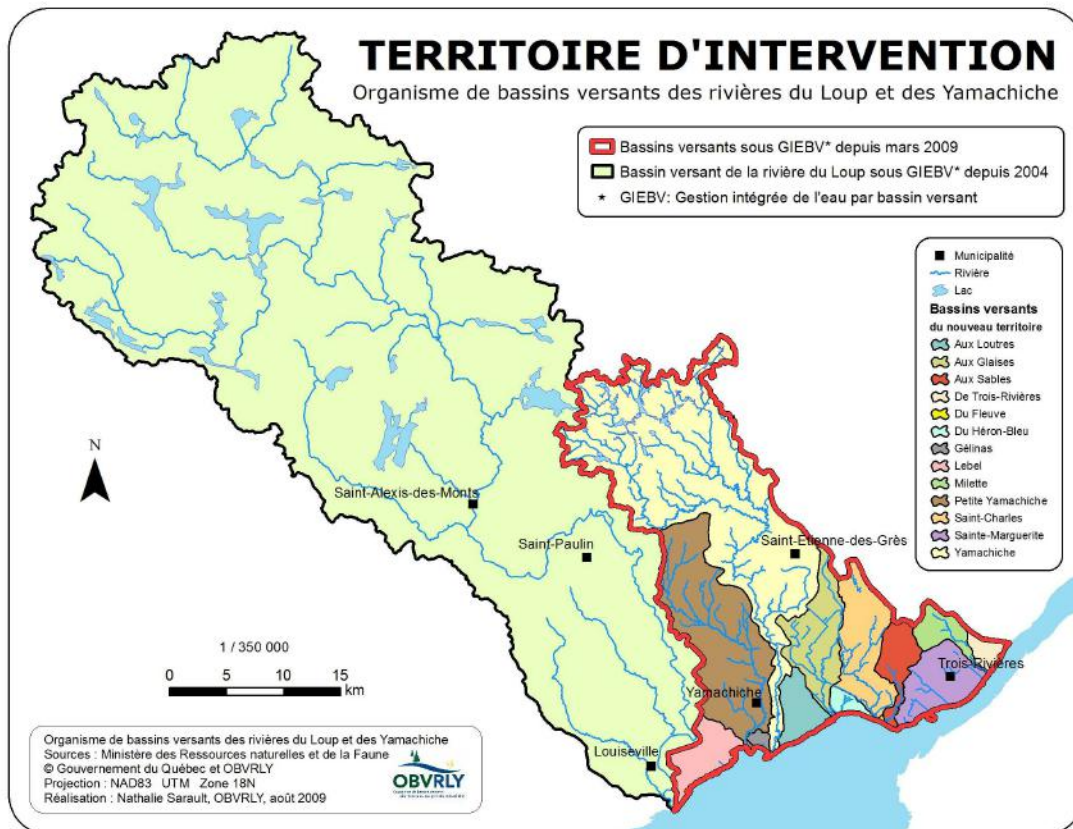 TERRITOIRE D'INTERVENTION
Organisme de bassins versants des rivières du Loup et des Yamachiche
Bassins versants sous GIEBV* depuis mars 2009
Bassin versant de la rivière du Loup sous GIEBV* depuis 2004
* GIEBV: Gestion intégrée de l'eau par bassin versant
Municipalité
Rivière
Lac
Bassins versants
du nouveau territoire
Aux Loutres
Aux Glaises
Aux Sables
De Trois-Rivières
Du Fleuve
Du Héron-Bleu
Gélinas
Lebel
Milette
Petite Yamachiche
Saint-Charles
Sainte-Marguerite
Yamachiche
N
Saint-Alexis-des-Monts
Saint-Paulin
Saint-Etienne-des-Grès
Trois-Rivières
Yamachiche
Louiseville
1 / 350 000
0 5 10 15
km
Organisme de bassins versants des rivières du Loup et des Yamachiche
Sources : Ministère des Ressources naturelles et de la Faune
© Gouvernement du Québec et OBVRLY
Projection : NAD83 UTM Zone 18N
Réalisation : Nathalie Sarault, OBVRLY, août 2009
OBVRLY